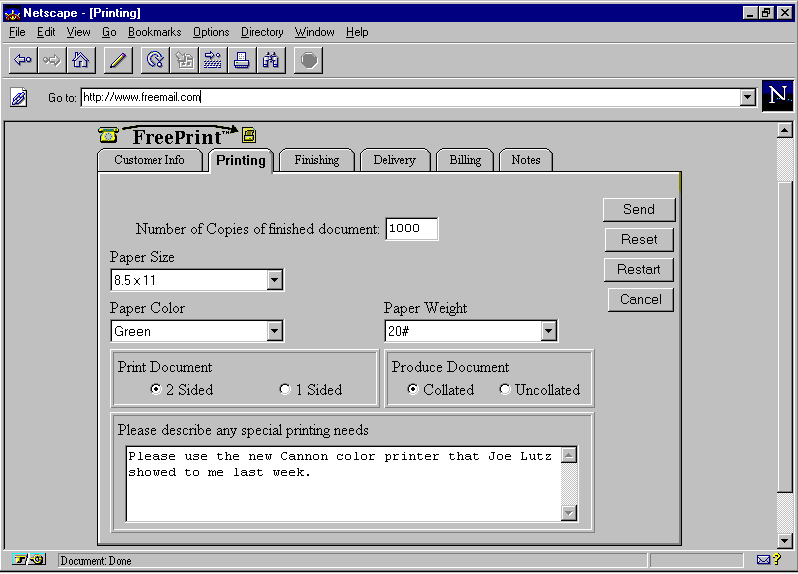 Netscape - [Printing]
File Edit View Go Bookmarks Options Directory Window Help
Go to: http://www.freemail.com
N
FreePrint™
Customer Info Printing Finishing Delivery Billing Notes
Number of Copies of finished document: 1000
Send
Reset
Paper Size
Restart
8.5 x 11
Cancel
Paper Color Paper Weight
Green 20#
Print Document Produce Document
2 Sided 1 Sided Collated Uncollated
Please describe any special printing needs
Please use the new Cannon color printer that Joe Lutz
showed to me last week.
Document: Done